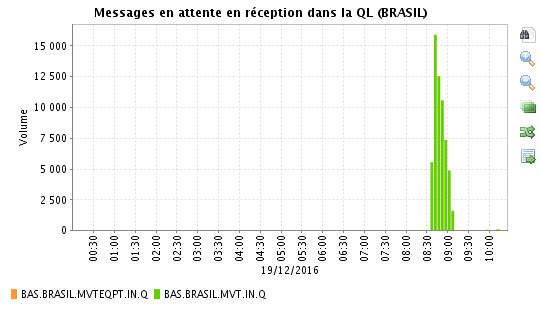 Messages en attente en réception dans la QL (BRASIL)
15 000
12 500
10 000
7 500
5 000
2 500
0
Volume
00:30 01:00 01:30 02:00 02:30 03:00 03:30 04:00 04:30 05:00 05:30 06:00 06:30 07:00 07:30 08:00 08:30 09:00 09:30 10:00
19/12/2016
BAS.BRASIL.MVTEQPT.IN.Q BAS.BRASIL.MVT.IN.Q